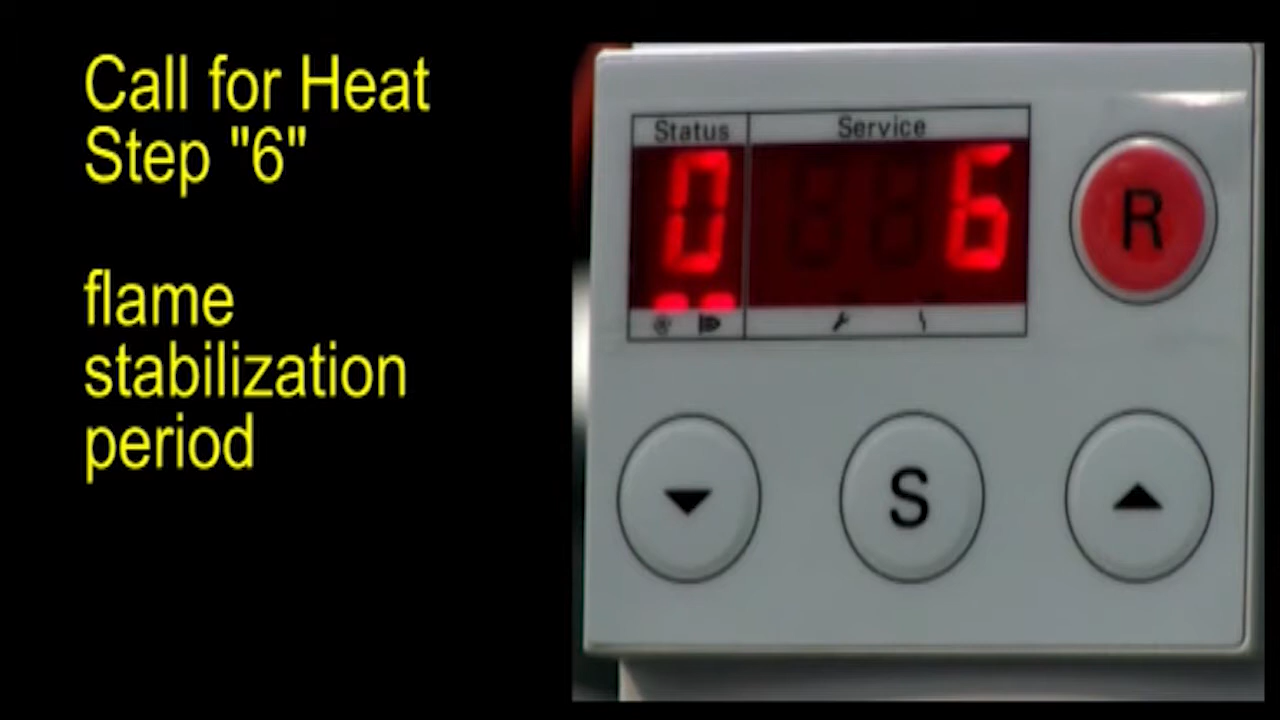 Call for Heat
Step "6"
flame
stabilization
period
Status Service
0 6
R
S